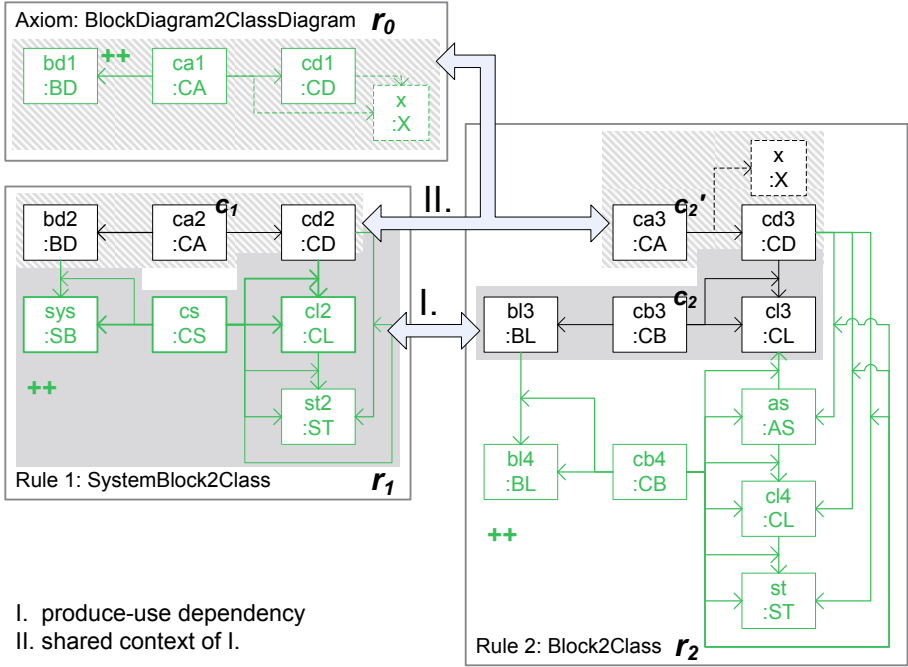 Axiom: BlockDiagram2ClassDiagram r0
bd1
:BD
++
ca1
:CA
cd1
:CD
x
:X
bd2
:BD
ca2
:CA
c1
cd2
:CD
sys
:SB
cs
:CS
cl2
:CL
++
st2
:ST
Rule 1: SystemBlock2Class r1
II.
I.
x
:X
ca3
:CA
c2'
cd3
:CD
bl3
:BL
cb3
:CB
c2
cl3
:CL
as
:AS
bl4
:BL
cb4
:CB
cl4
:CL
++
st
:ST
Rule 2: Block2Class r2
I. produce-use dependency
II. shared context of I.